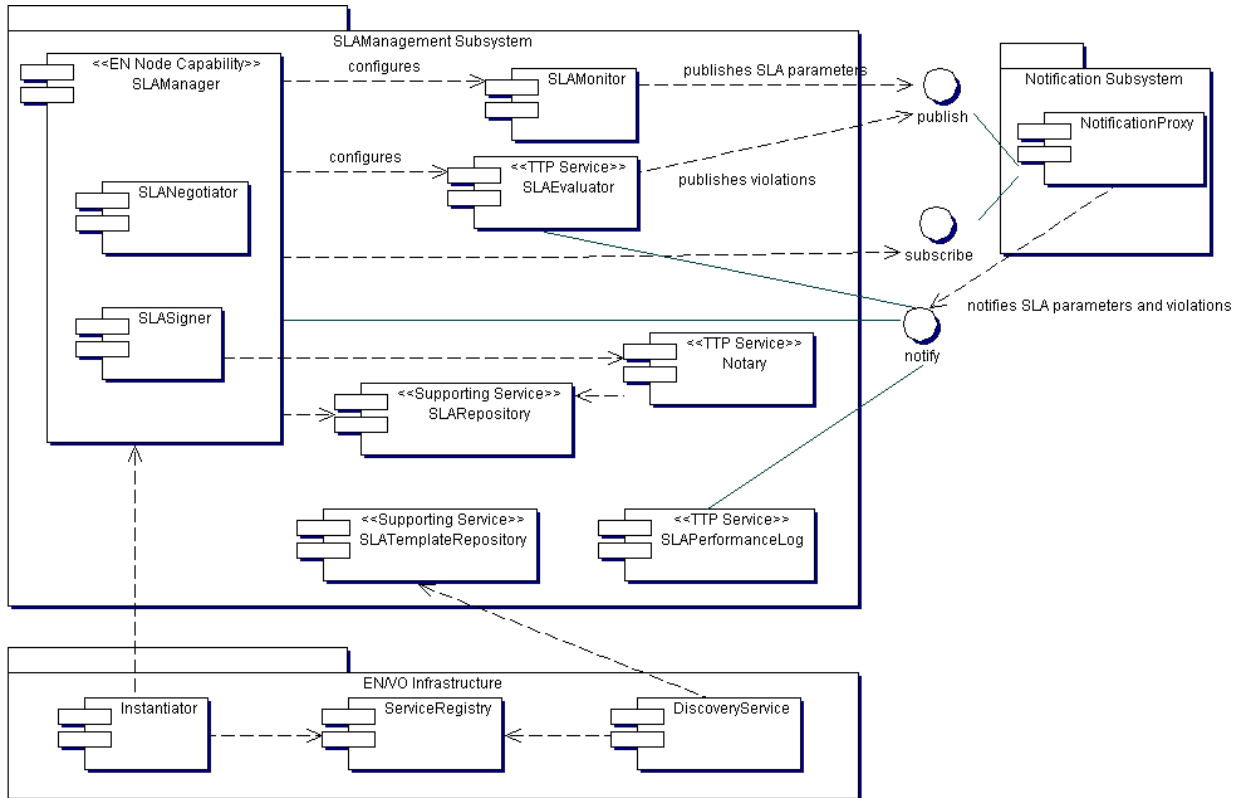 SLAManagement Subsystem
<<EN Node Capability>>
SLAManager
configures
SLAMonitor
publishes SLA parameters
publish
Notification Subsystem
NotificationProxy
configures
<<TTP Service>>
SLAEvaluator
publishes violations
SLANegotiator
subscribe
notifies SLA parameters and violations
SLASigner
notify
<<TTP Service>>
Notary
<<Supporting Service>>
SLARepository
<<Supporting Service>>
SLATemplateRepository
<<TTP Service>>
SLAPerformanceLog
EN/VO Infrastructure
Instantiator
ServiceRegistry
DiscoveryService